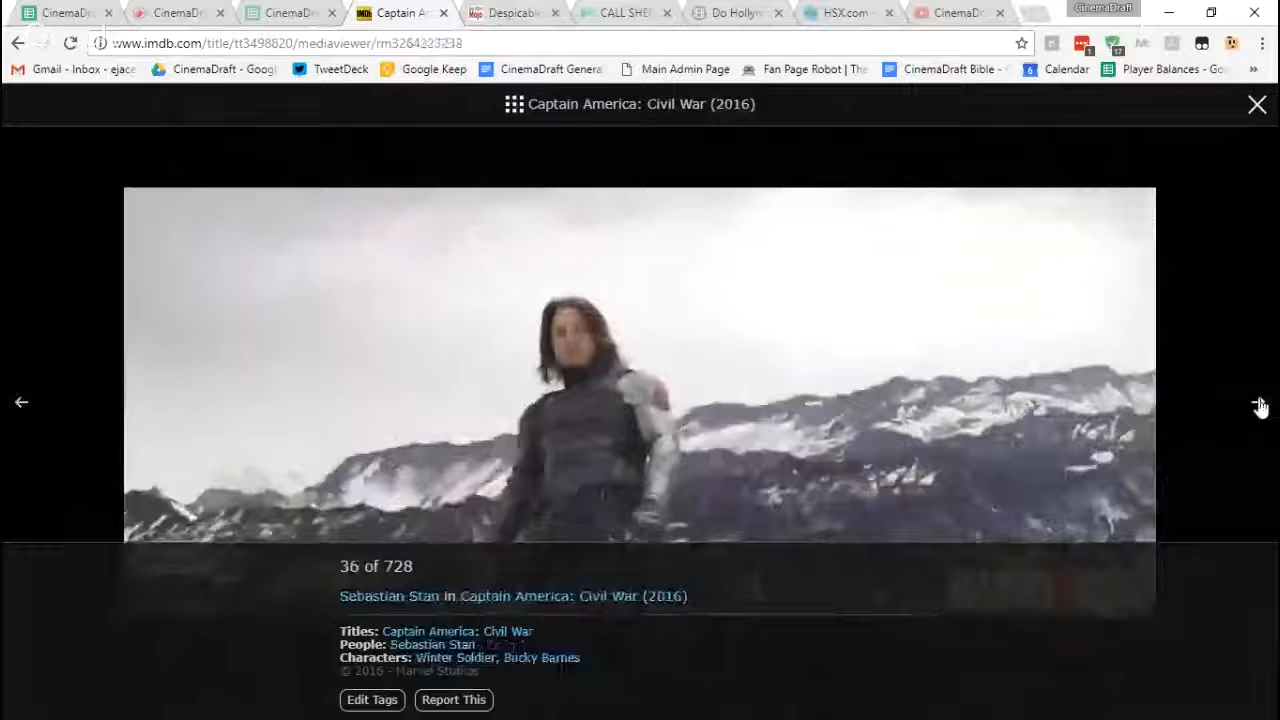 CinemaDr
CinemaDr
CinemaDr
Captain A
Despicabl
CALL SHE
Do Hollyw
HSX.com
CinemaDr
CinemaDraft
www.imdb.com/title/tt3498820/mediaviewer/
Gmail - Inbox - ejace
CinemaDraft - Googl
TweetDeck
Google Keep
CinemaDraft Genera
Main Admin Page
Fan Page Robot | The
CinemaDraft Bible -
Calendar
Player Balances - Go
Captain America: Civil War (2016)
36 of 728
Sebastian Stan in Captain America: Civil War (2016)
Titles: Captain America: Civil War
People: Sebastian Stan
Characters: Winter Soldier, Bucky Barnes
© 2016 - Marvel Studios
Edit Tags
Report This